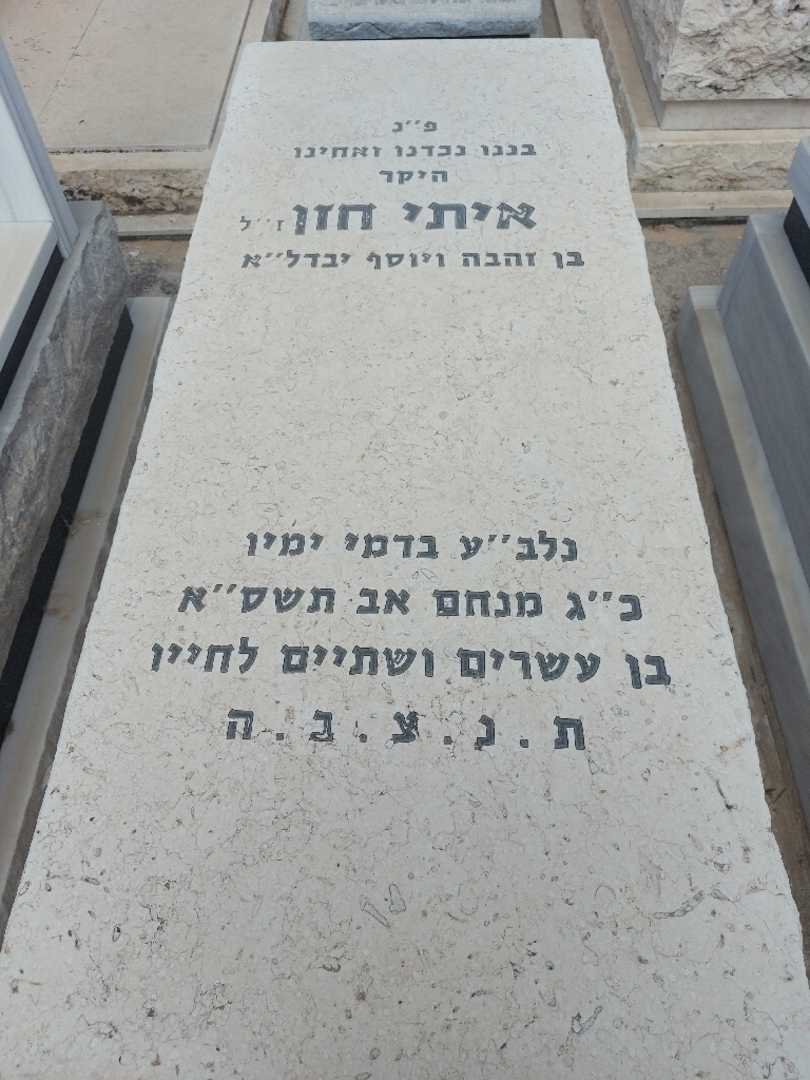 פ״נ
בננו נכדנו ואחינו
היקר
איתי חזן ז״ל
בן זהבה ויוסף יבדל״א
נלב״ע בדמי ימיו
כ״ג מנחם אב תשס״א
בן עשרים ושתיים לחייו
ת.נ.צ.ב.ה